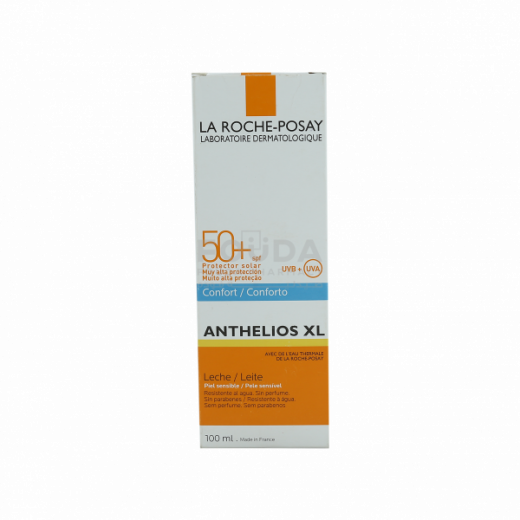 LA ROCHE-POSAY
LABORATOIRE DERMATOLOGIQUE
50+ spf
Protector solar
Muy alta protección
Muito alta proteção
UVB + UVA
Confort / Conforto
ANTHELIOS XL
AVEC DE L'EAU THERMALE
DE LA ROCHE-POSAY
Leche / Leite
Piel sensible / Pele sensível
Resistente al agua. Sin perfume.
Sin parabenes / Resistente a água.
Sem perfume. Sem parabenos
100 ml - Made in France